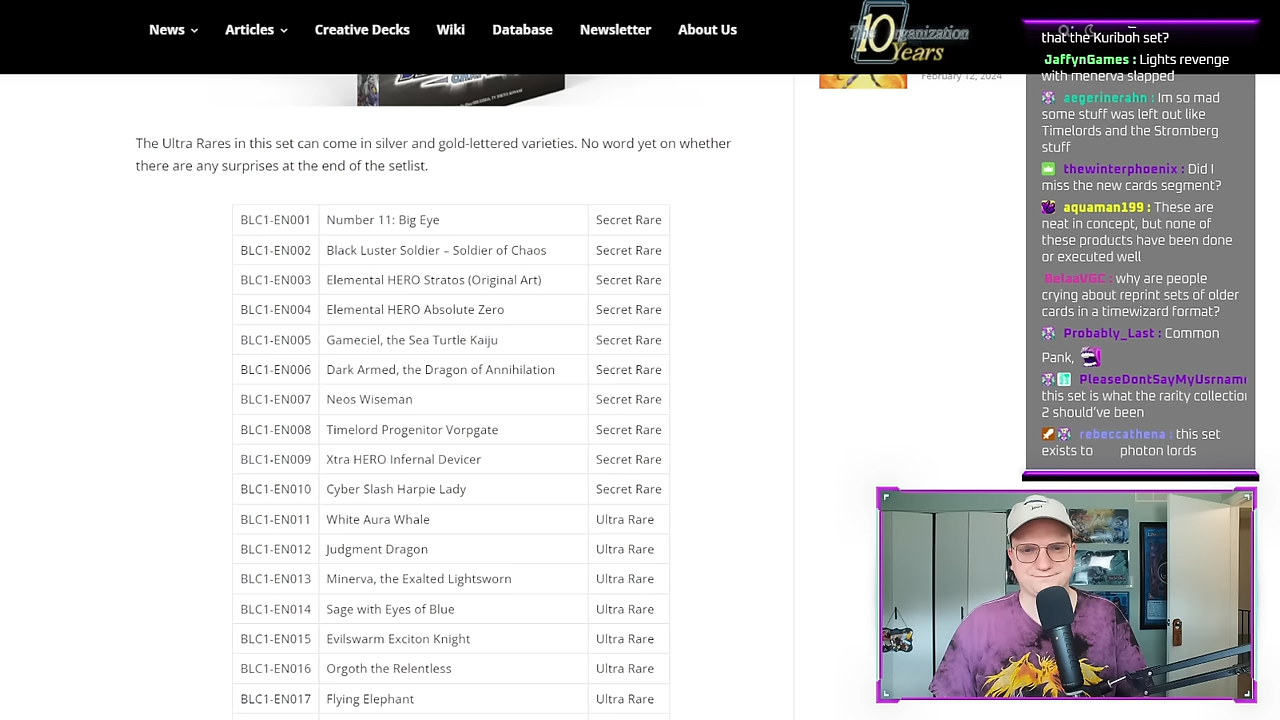 News Articles Creative Decks Wiki Database Newsletter About Us
The Organization
10 Years
February 12, 2024
The Ultra Rares in this set can come in silver and gold-lettered varieties. No word yet on whether
there are any surprises at the end of the setlist.
BLC1-EN001 Number 11: Big Eye Secret Rare
BLC1-EN002 Black Luster Soldier – Soldier of Chaos Secret Rare
BLC1-EN003 Elemental HERO Stratos (Original Art) Secret Rare
BLC1-EN004 Elemental HERO Absolute Zero Secret Rare
BLC1-EN005 Gameciel, the Sea Turtle Kaiju Secret Rare
BLC1-EN006 Dark Armed, the Dragon of Annihilation Secret Rare
BLC1-EN007 Neos Wiseman Secret Rare
BLC1-EN008 Timelord Progenitor Vorpgate Secret Rare
BLC1-EN009 Xtra HERO Infernal Devicer Secret Rare
BLC1-EN010 Cyber Slash Harpie Lady Secret Rare
BLC1-EN011 White Aura Whale Ultra Rare
BLC1-EN012 Judgment Dragon Ultra Rare
BLC1-EN013 Minerva, the Exalted Lightsworn Ultra Rare
BLC1-EN014 Sage with Eyes of Blue Ultra Rare
BLC1-EN015 Evilswarm Exciton Knight Ultra Rare
BLC1-EN016 Orgoth the Relentless Ultra Rare
BLC1-EN017 Flying Elephant Ultra Rare
that the Kuriboh set?
JaffynGames : Lights revenge
with menerva slapped
aegerinerahn : Im so mad
some stuff was left out like
Timelords and the Stromberg
stuff
thewinterphoenix : Did I
miss the new cards segment?
aquaman199 : These are
neat in concept, but none of
these products have been done
or executed well
BelaaVGC : why are people
crying about reprint sets of older
cards in a timewizard format?
Probably_Last : Common
Pank,
PleaseDontSayMyUsrname
this set is what the rarity collection
2 should've been
rebeccathena : this set
exists to photon lords